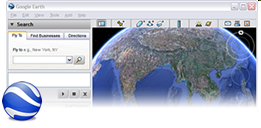 Google Earth
Search
Fly To
Find Businesses
Directions
Fly to e.g., New York, NY